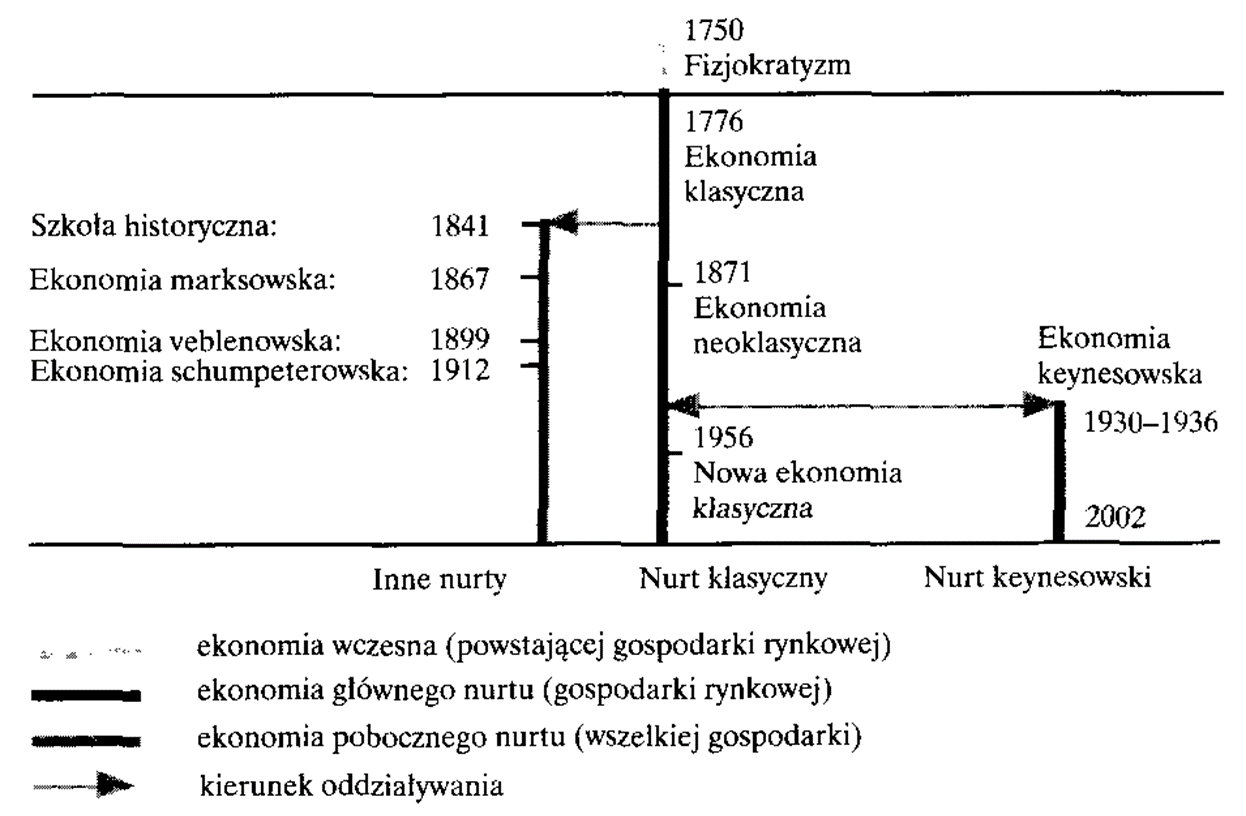 1750
Fizjokratyzm
1776
Ekonomia
klasyczna
Szkoła historyczna: 1841
Ekonomia marksowska: 1867
1871
Ekonomia
neoklasyczna
Ekonomia veblenowska: 1899
Ekonomia schumpeterowska: 1912
Ekonomia
keynesowska
1930–1936
1956
Nowa ekonomia
klasyczna
2002
Inne nurty
Nurt klasyczny
Nurt keynesowski
ekonomia wczesna (powstającej gospodarki rynkowej)
ekonomia głównego nurtu (gospodarki rynkowej)
ekonomia pobocznego nurtu (wszelkiej gospodarki)
kierunek oddziaływania